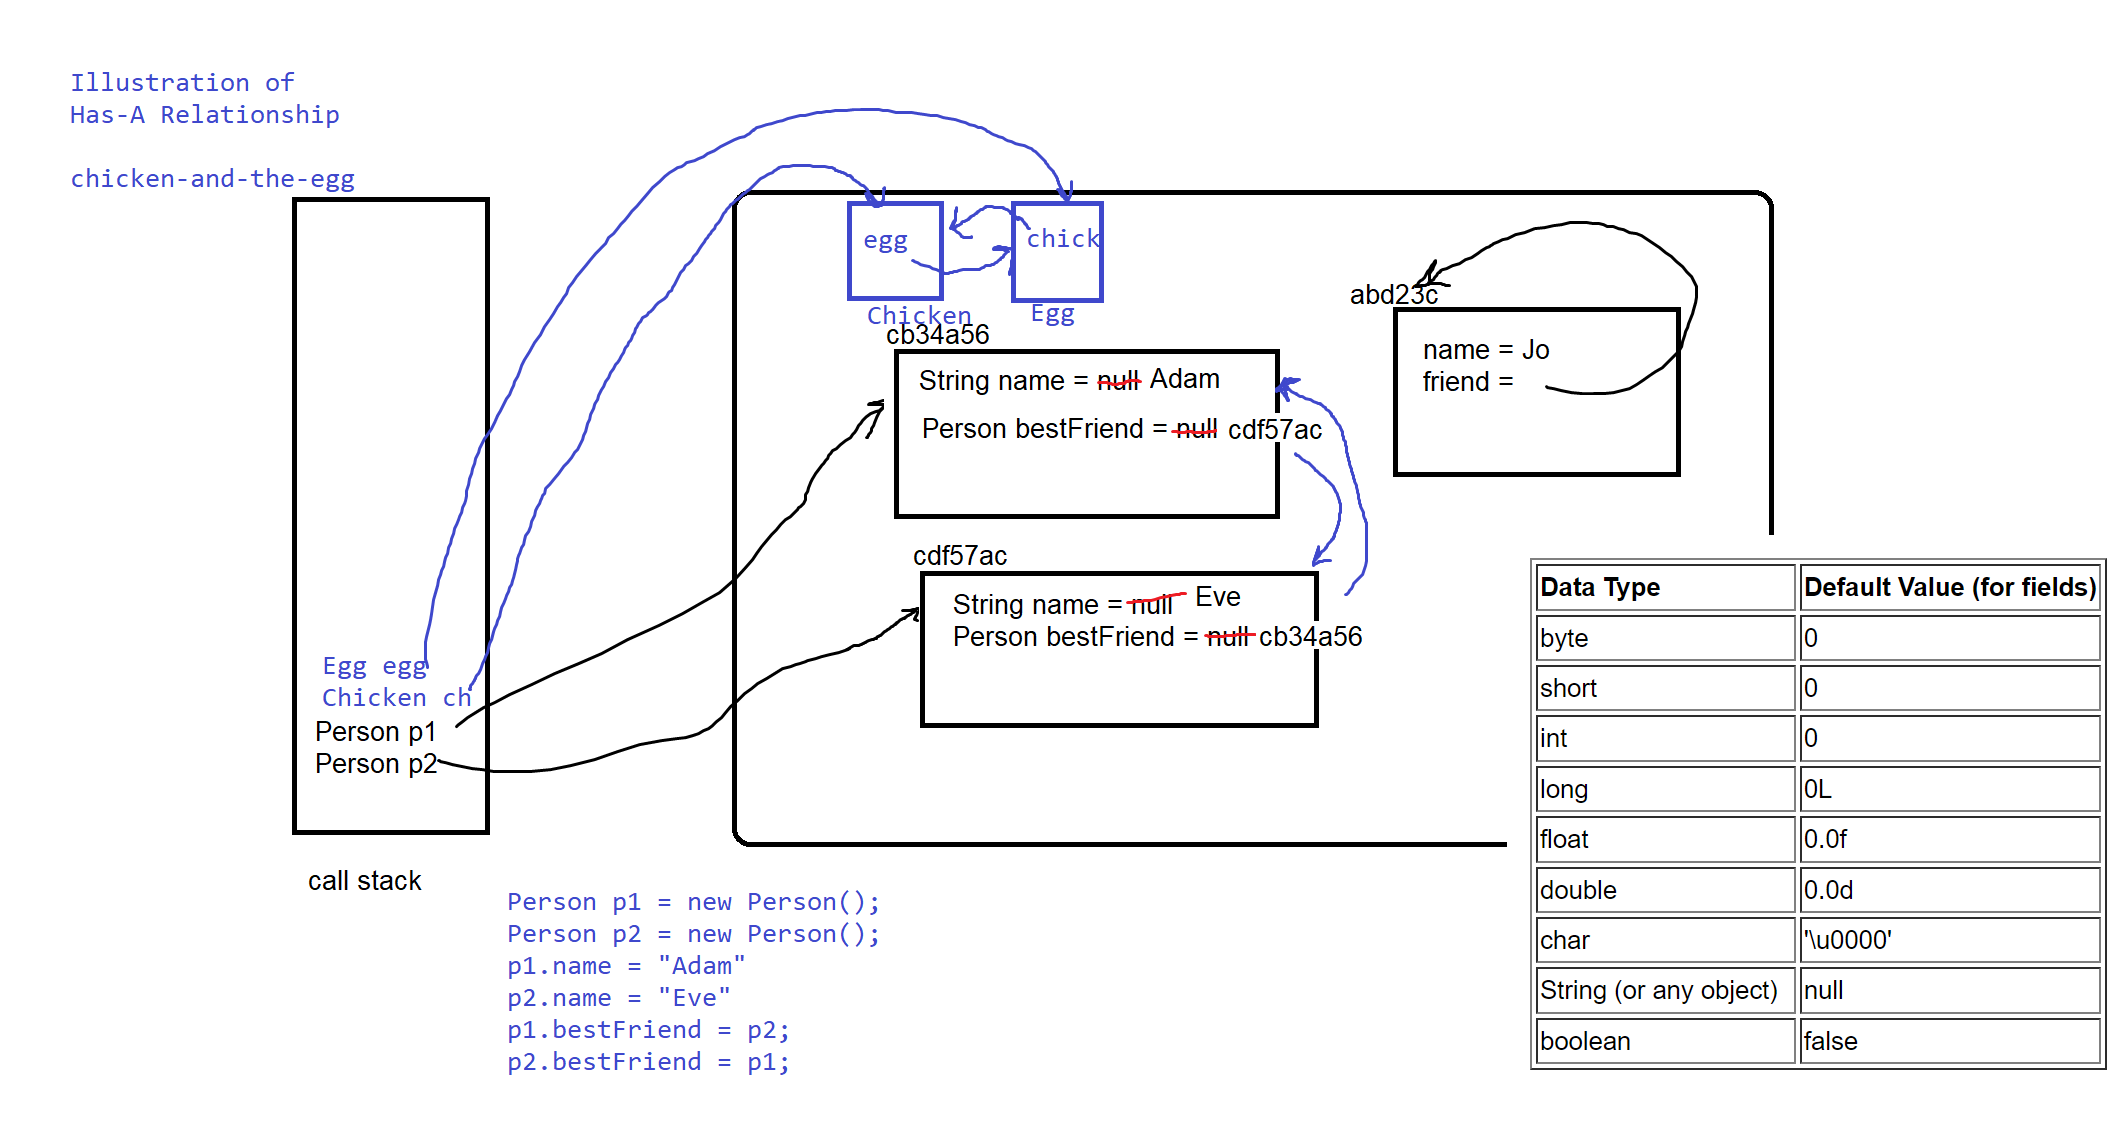 Illustration of
Has-A Relationship
chicken-and-the-egg
egg
chick
Chicken
Egg
cb34a56
String name = null Adam
Person bestFriend = null cdf57ac
abd23c
name = Jo
friend =
cdf57ac
String name = null Eve
Person bestFriend = null cb34a56
Egg egg
Chicken ch
Person p1
Person p2
call stack
Person p1 = new Person();
Person p2 = new Person();
p1.name = "Adam"
p2.name = "Eve"
p1.bestFriend = p2;
p2.bestFriend = p1;
Data Type Default Value (for fields)
byte 0
short 0
int 0
long 0L
float 0.0f
double 0.0d
char '\u0000'
String (or any object) null
boolean false